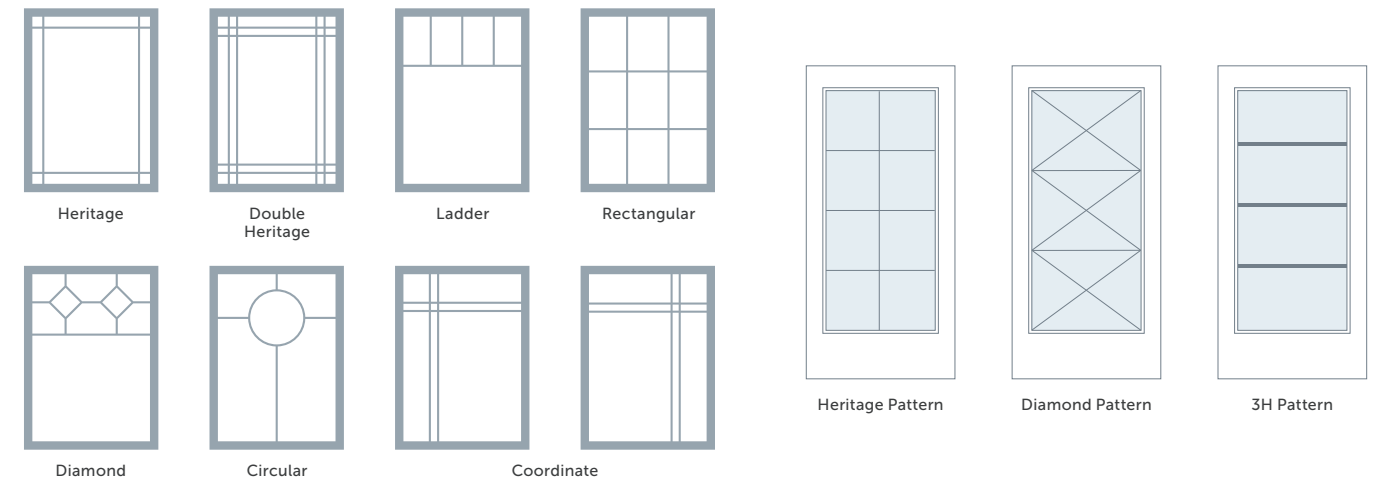 Heritage
Double
Heritage
Ladder
Rectangular
Diamond
Circular
Coordinate
Heritage Pattern
Diamond Pattern
3H Pattern